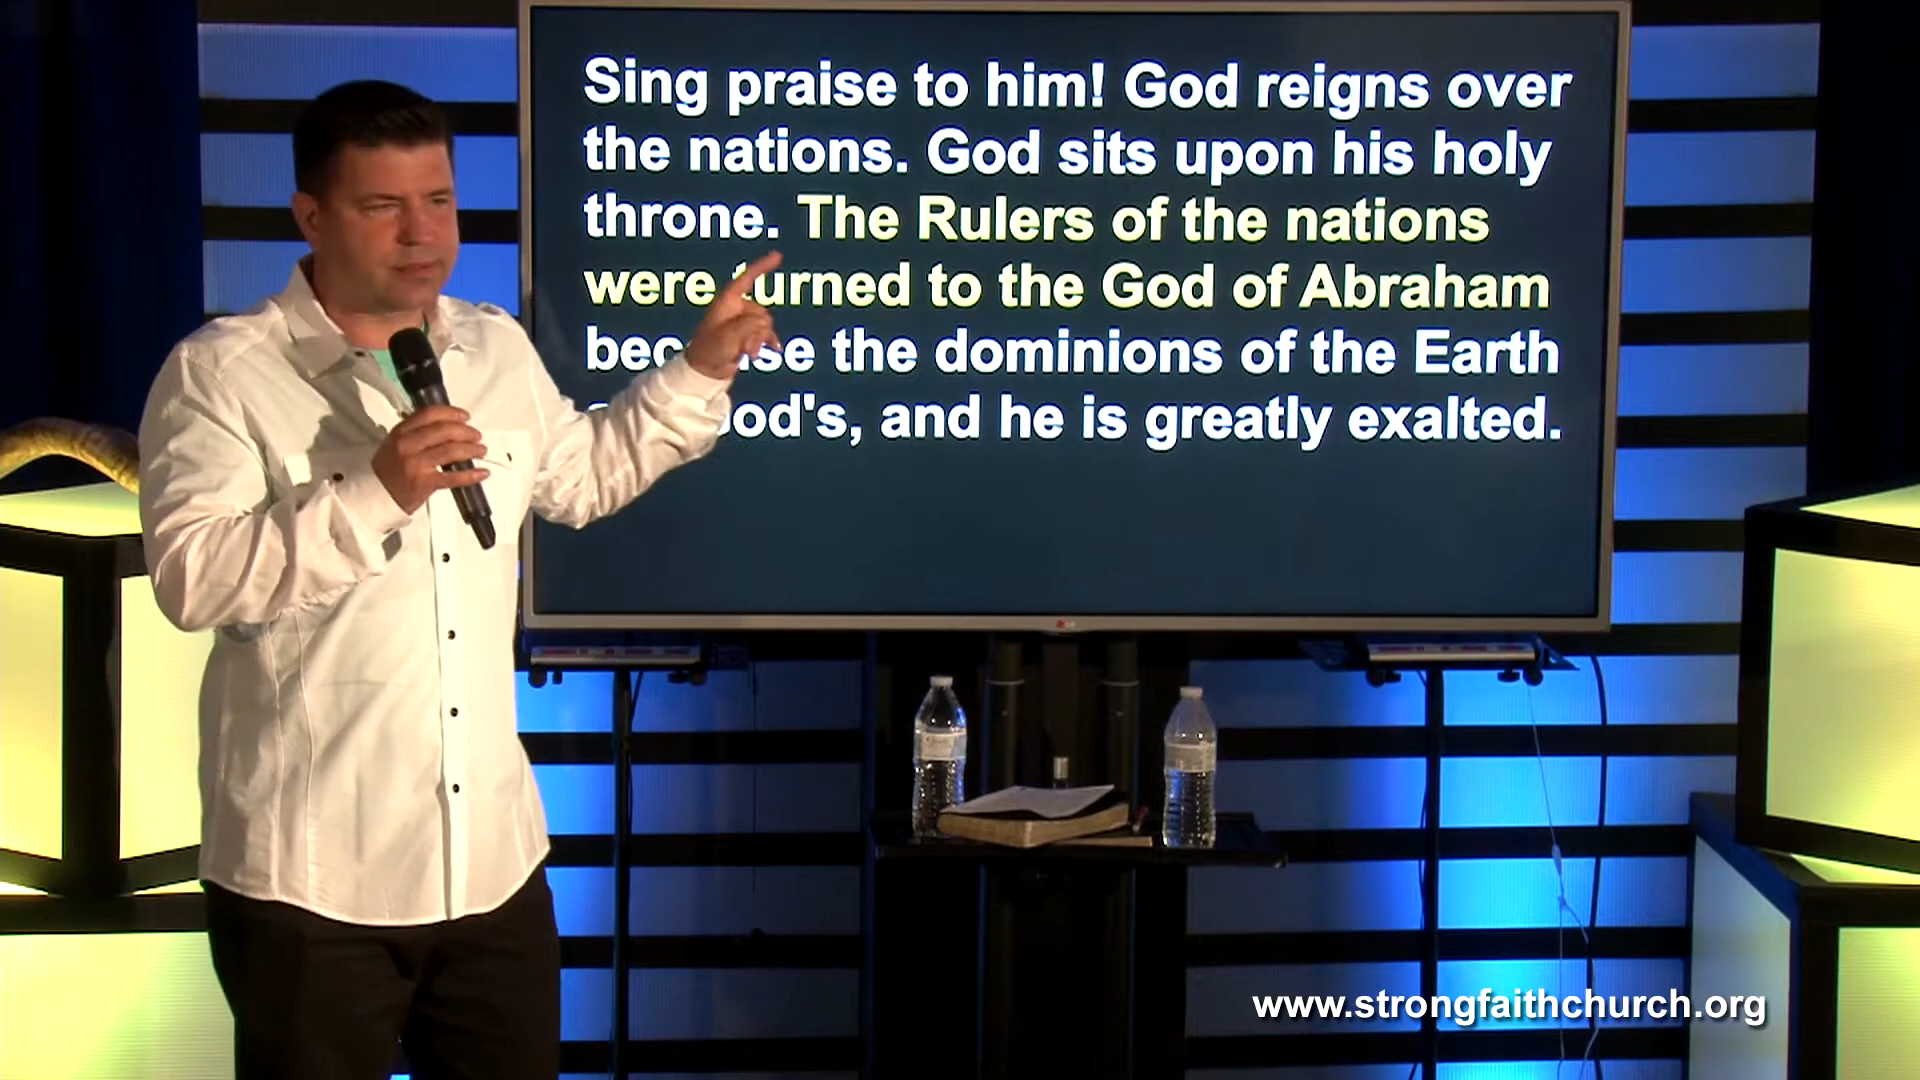 Sing praise to him! God reigns over
the nations. God sits upon his holy
throne. The Rulers of the nations
were turned to the God of Abraham
the dominions of the Earth
and he is greatly exalted.
www.strongfaithchurch.org